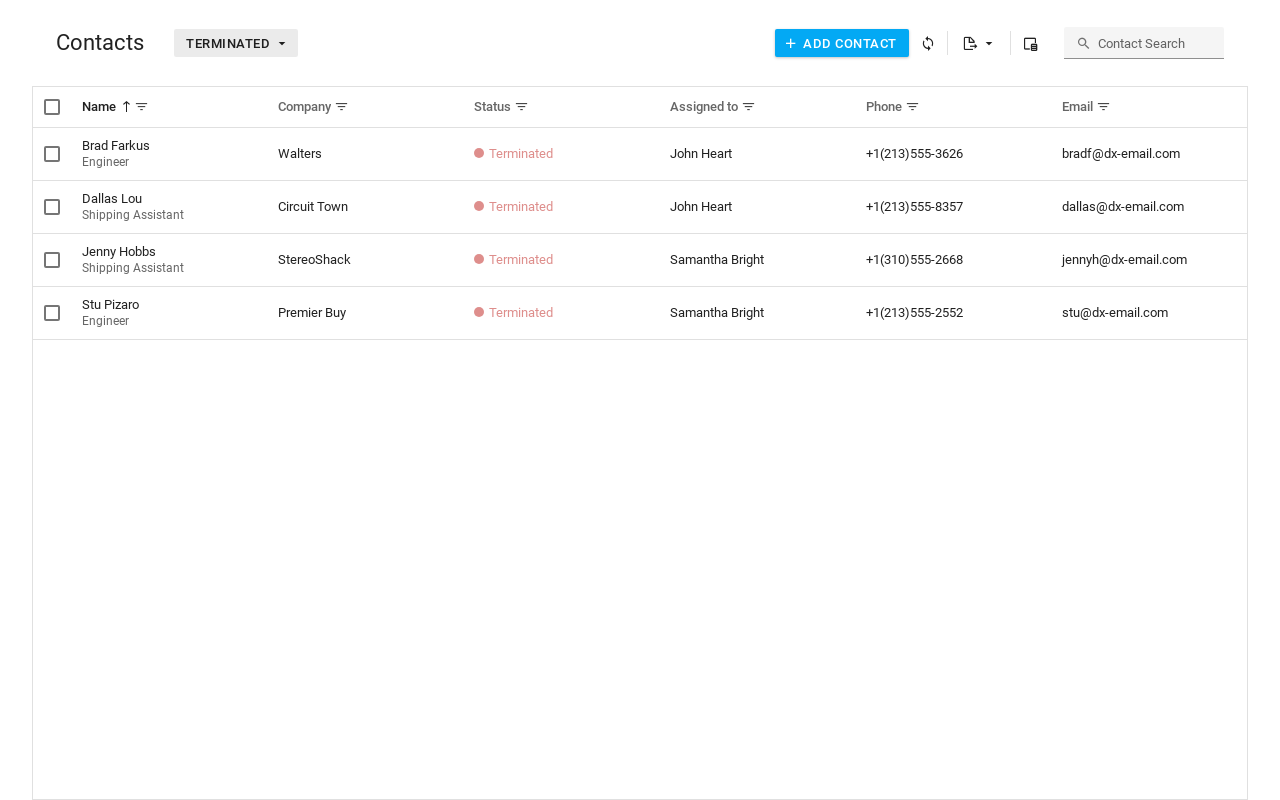 Contacts
TERMINATED
ADD CONTACT
Contact Search
Name
Company
Status
Assigned to
Phone
Email
Brad Farkus
Engineer
Walters
Terminated
John Heart
+1(213)555-3626
bradf@dx-email.com
Dallas Lou
Shipping Assistant
Circuit Town
Terminated
John Heart
+1(213)555-8357
dallas@dx-email.com
Jenny Hobbs
Shipping Assistant
StereoShack
Terminated
Samantha Bright
+1(310)555-2668
jennyh@dx-email.com
Stu Pizaro
Engineer
Premier Buy
Terminated
Samantha Bright
+1(213)555-2552
stu@dx-email.com